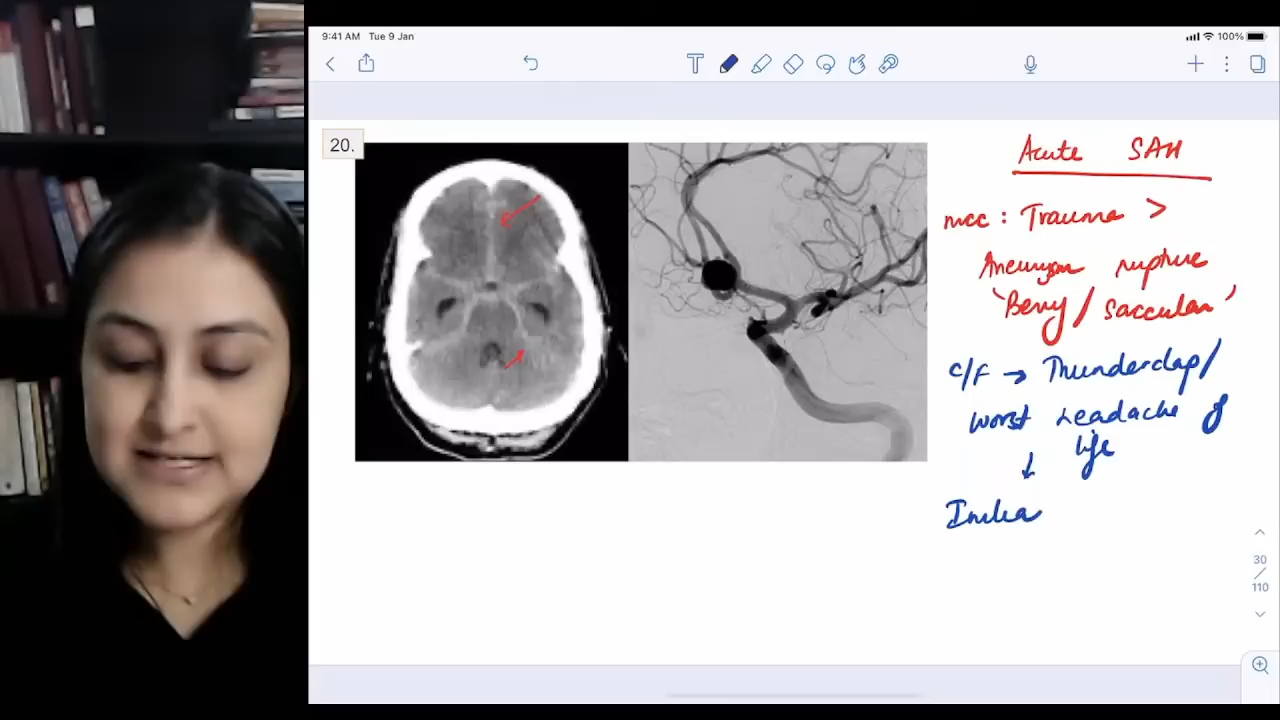 9:41 AM Tue 9 Jan
100%
20.
Acute SAH
mcc : Trauma >
Aneurysm rupture
'Berry/ Saccular'
C/F → Thunderclap/
worst headache of
life
↓
30
/
110